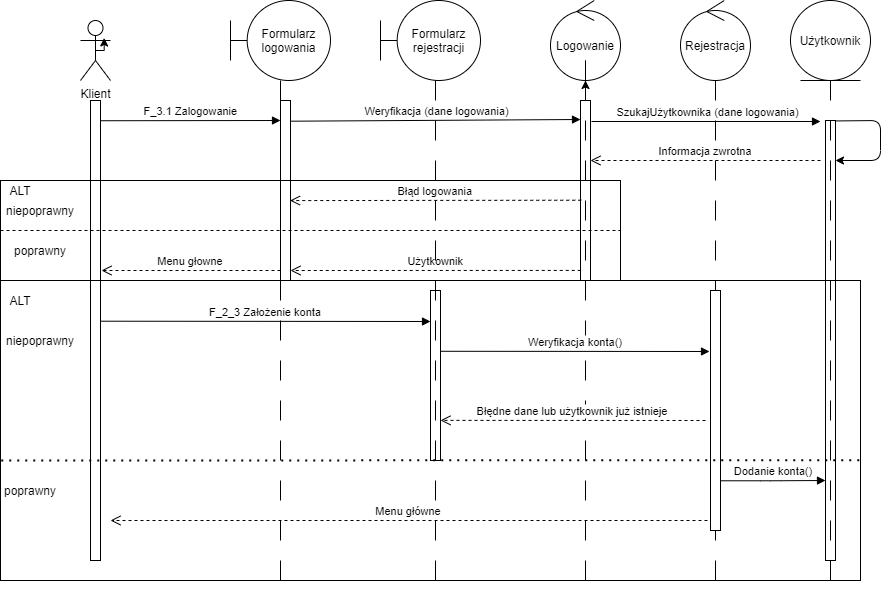 Formularz
logowania
Formularz
rejestracji
Logowanie
Rejestracja
Użytkownik
Klient
F_3.1 Zalogowanie
Weryfikacja (dane logowania)
SzukajUżytkownika (dane logowania)
Informacja zwrotna
ALT
niepoprawny
Błąd logowania
poprawny
Menu głowne
Użytkownik
ALT
F_2_3 Założenie konta
niepoprawny
Weryfikacja konta()
Błędne dane lub użytkownik już istnieje
Dodanie konta()
poprawny
Menu główne